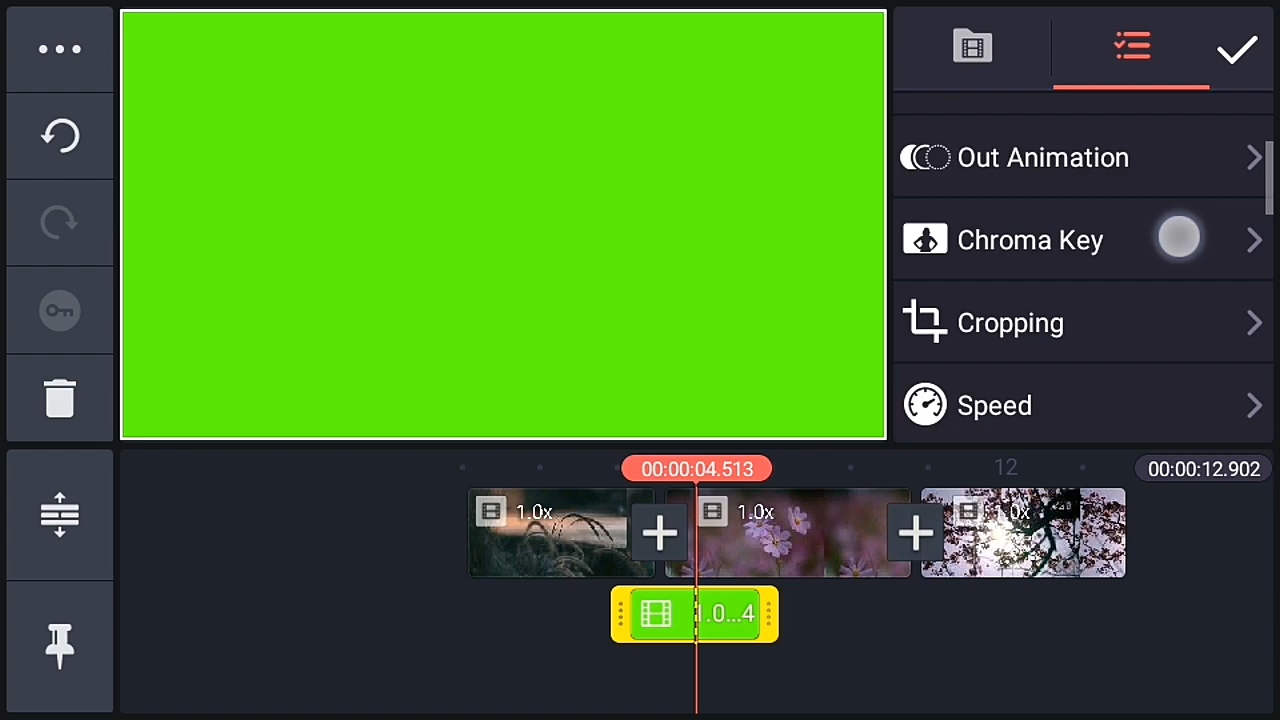 Out Animation
Chroma Key
Cropping
Speed
00:00:04.513
12
00:00:12.902
1.0x
1.0x
1.0x
1.0...4